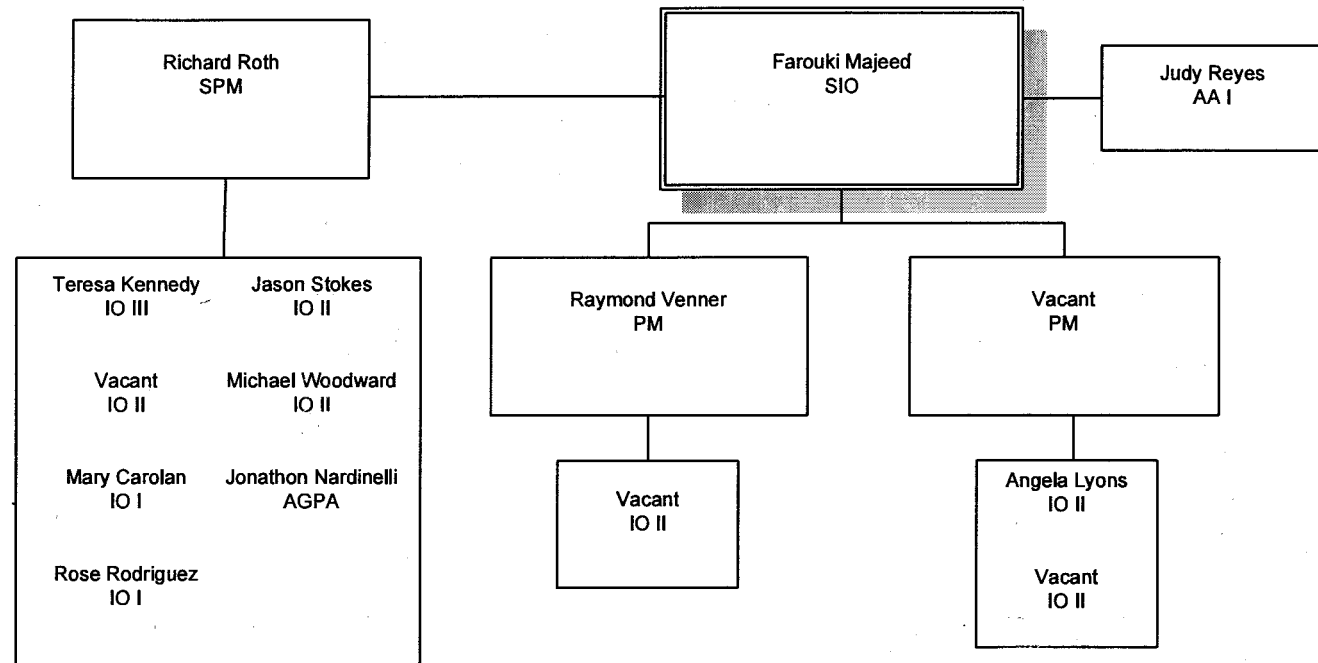 Richard Roth
SPM
Farouki Majeed
SIO
Judy Reyes
AA I
Teresa Kennedy
IO III
Jason Stokes
IO II
Vacant
IO II
Michael Woodward
IO II
Mary Carolan
IO I
Jonathon Nardinelli
AGPA
Rose Rodriguez
IO I
Raymond Venner
PM
Vacant
IO II
Vacant
PM
Angela Lyons
IO II
Vacant
IO II